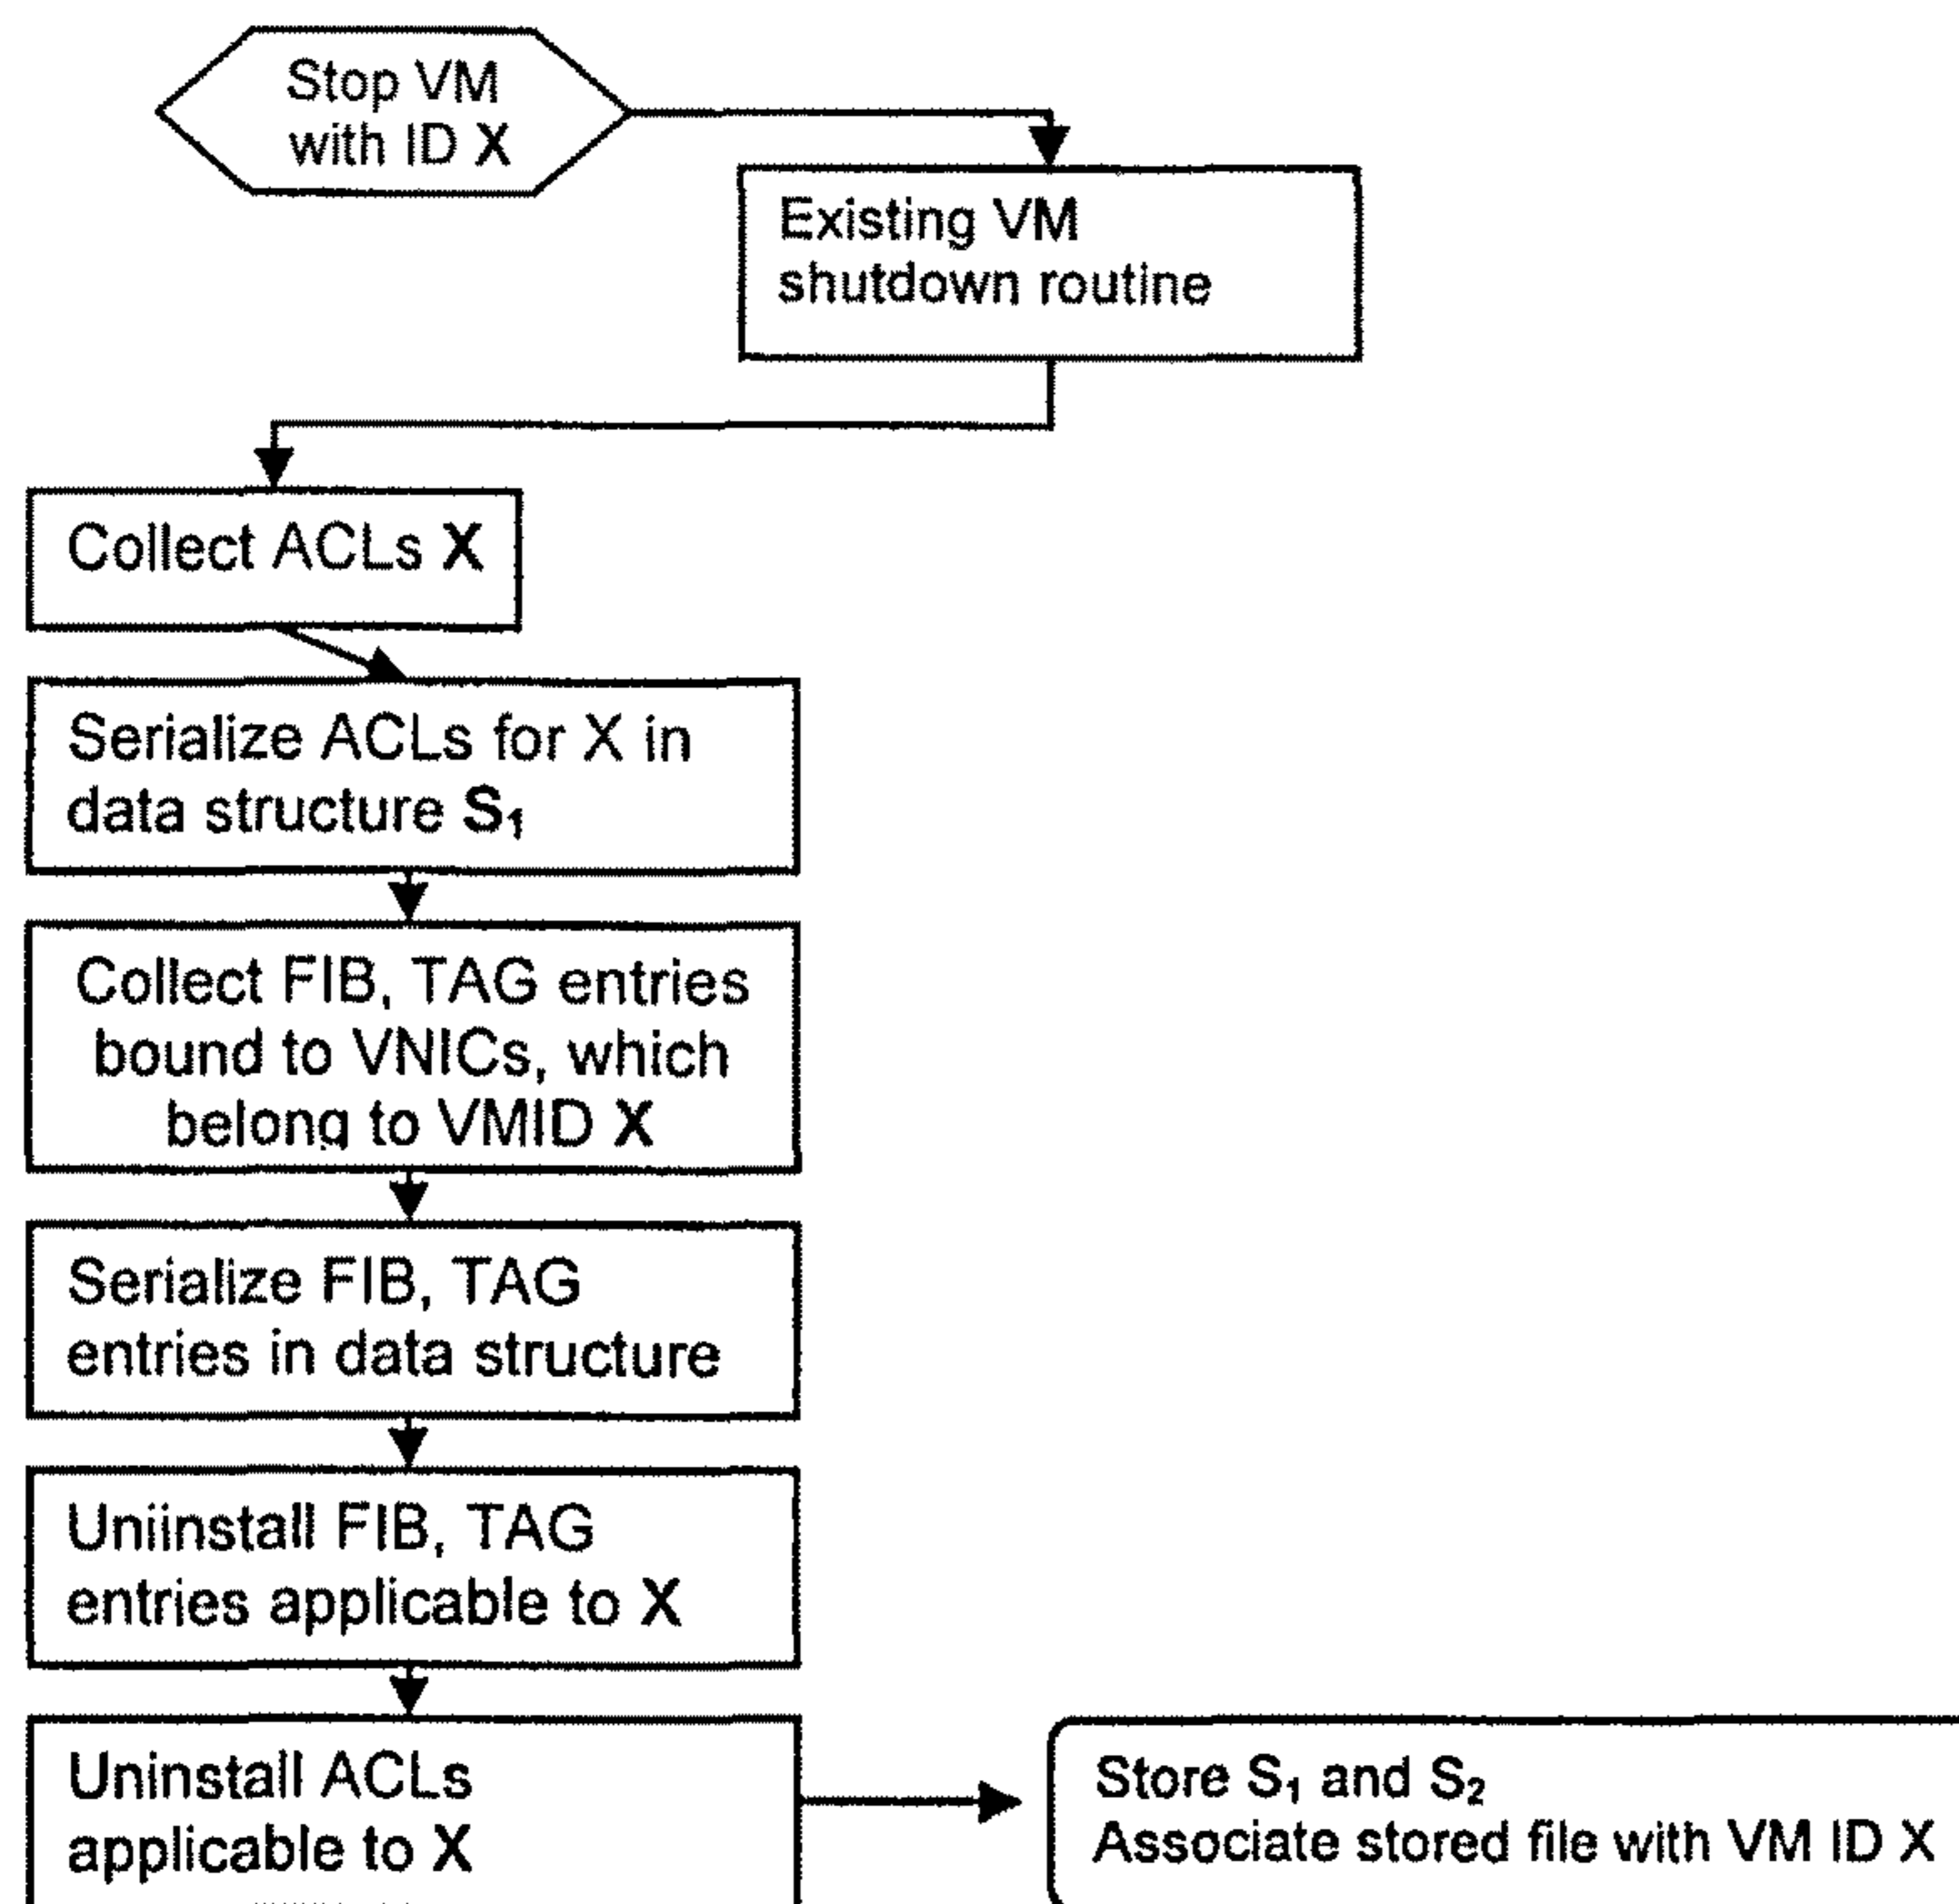 Stop VM
with ID X
Existing VM
shutdown routine
Collect ACLs X
Serialize ACLs for X in
data structure S₁
Collect FIB, TAG entries
bound to VNICs, which
belong to VMID X
Serialize FIB, TAG
entries in data structure
Uniinstall FIB, TAG
entries applicable to X
Uninstall ACLs
applicable to X
Store S₁ and S₂
Associate stored file with VM ID X